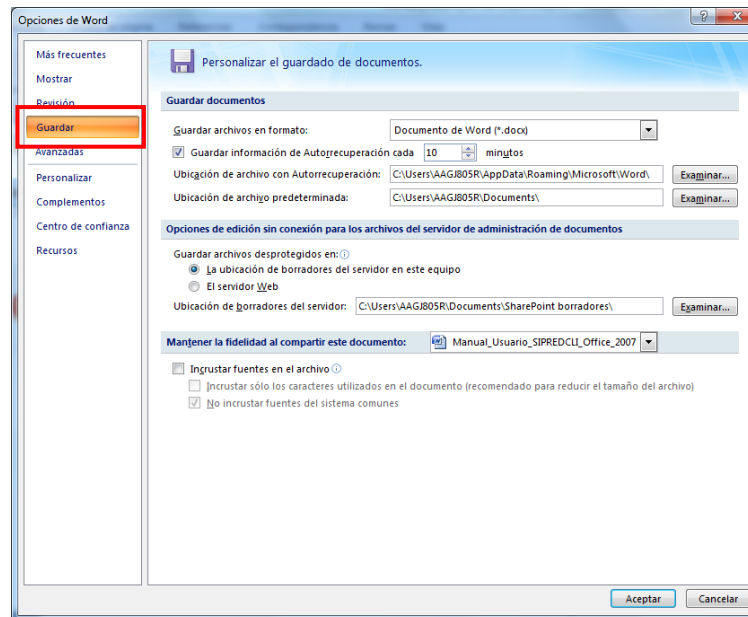 Opciones de Word
Más frecuentes
Mostrar
Revisión
Guardar
Avanzadas
Personalizar
Complementos
Centro de confianza
Recursos
Personalizar el guardado de documentos.
Guardar documentos
Guardar archivos en formato: Documento de Word (*.docx)
Guardar información de Autorrecuperación cada 10 minutos
Ubicación de archivo con Autorrecuperación: C:\Users\AAGJ805R\AppData\Roaming\Microsoft\Word\ Examinar...
Ubicación de archivo predeterminada: C:\Users\AAGJ805R\Documents\ Examinar...
Opciones de edición sin conexión para los archivos del servidor de administración de documentos
Guardar archivos desprotegidos en:
La ubicación de borradores del servidor en este equipo
El servidor Web
Ubicación de borradores del servidor: C:\Users\AAGJ805R\Documents\SharePoint borradores\ Examinar...
Mantener la fidelidad al compartir este documento: Manual_Usuario_SIPREDCLI_Office_2007
Incrustar fuentes en el archivo
Incrustar sólo los caracteres utilizados en el documento (recomendado para reducir el tamaño del archivo)
No incrustar fuentes del sistema comunes
Aceptar Cancelar